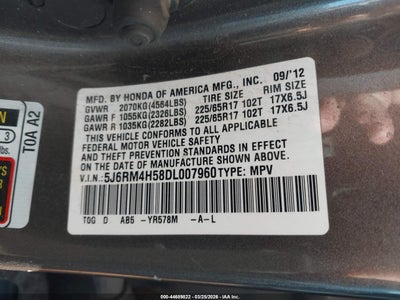 MFD. BY HONDA OF AMERICA MFG., INC. 09/'12
GVWR 2070KG(4564LBS) TIRE SIZE RIM SIZE
GAWR F 1055KG(2326LBS) 225/65R17 102T 17X6.5J
GAWR R 1035KG(2282LBS) 225/65R17 102T 17X6.5J
THIS VEHICLE CONFORMS TO ALL APPLICABLE
FEDERAL MOTOR VEHICLE SAFETY STANDARDS
IN EFFECT ON THE DATE OF MANUFACTURE
SHOWN ABOVE.
V.I.N.: 5J6RM4H58DL007960 TYPE: MPV
T0G D AB5 -YR578M -A-L
3
lbs.
T0A A2
000-44689822 - 03/25/2026 - IAA Inc.